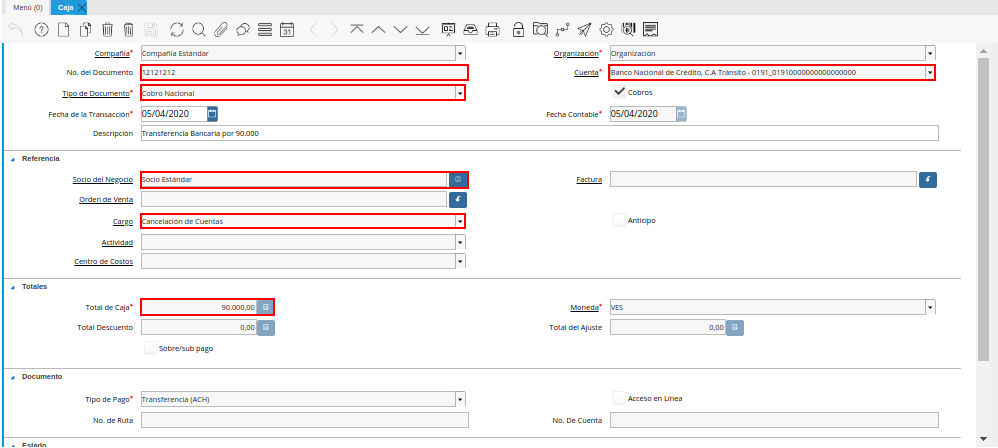 Menú (0) Caja
31
Compañía* Compañía Estándar Organización* Organización
No. del Documento 12121212 Cuenta* Banco Nacional de Crédito, C.A Tránsito - 0191_01910000000000000000
Tipo de Documento* Cobro Nacional Cobros
Fecha de la Transacción* 05/04/2020 Fecha Contable* 05/04/2020
Descripción Transferencia Bancaria por 90.000
Referencia
Socio del Negocio Socio Estándar Factura
Orden de Venta
Cargo Cancelación de Cuentas Anticipo
Actividad
Centro de Costos
Totales
Total de Caja* 90.000,00 Moneda* VES
Total Descuento 0,00 Total del Ajuste 0,00
Sobre/sub pago
Documento
Tipo de Pago* Transferencia (ACH) Acceso en Línea
No. de Ruta No. De Cuenta
Estado